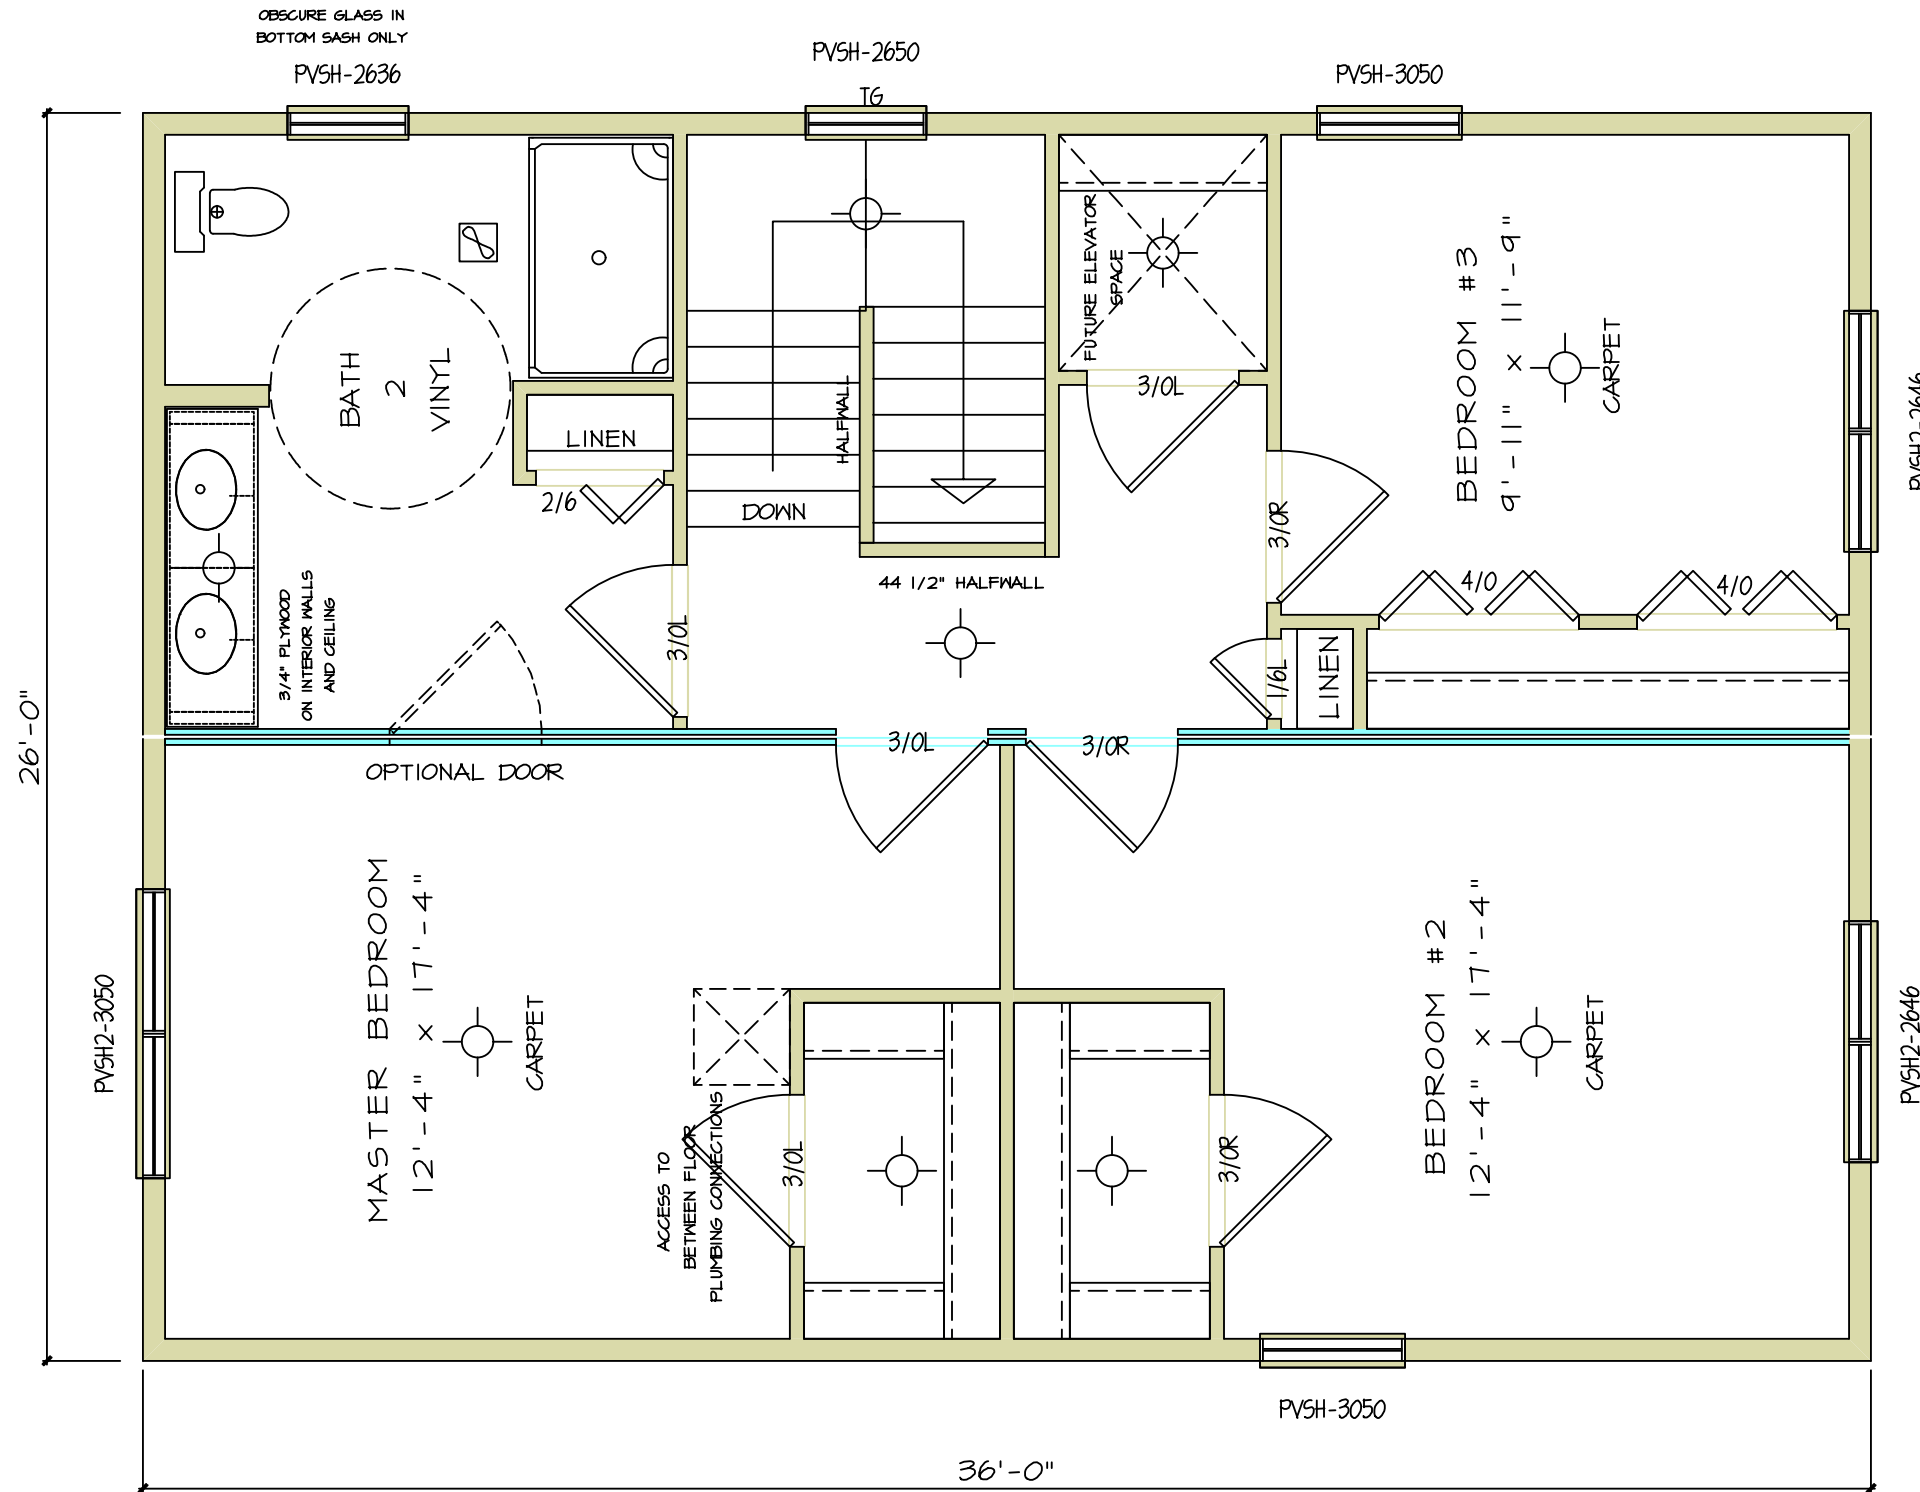 OBSCURE GLASS IN
BOTTOM SASH ONLY
PVSH-2636
PVSH-2650
TG
PVSH-3050
BATH
2
VINYL
LINEN
2/6
3/4" PLYWOOD
ON INTERIOR WALLS
AND CEILING
3/0L
OPTIONAL DOOR
HALFWALL
DOWN
44 1/2" HALFWALL
FUTURE ELEVATOR
SPACE
3/0L
3/0R
1/6L
LINEN
BEDROOM #3
9'-11" x 11'-9"
CARPET
4/0
4/0
PVSH2-2646
26'-0"
3/0L
3/0R
MASTER BEDROOM
12'-4" x 17'-4"
CARPET
PVSH2-3050
ACCESS TO
BETWEEN FLOOR
PLUMBING CONNECTIONS
3/0L
3/0R
BEDROOM #2
12'-4" x 17'-4"
CARPET
PVSH2-2646
PVSH-3050
36'-0"